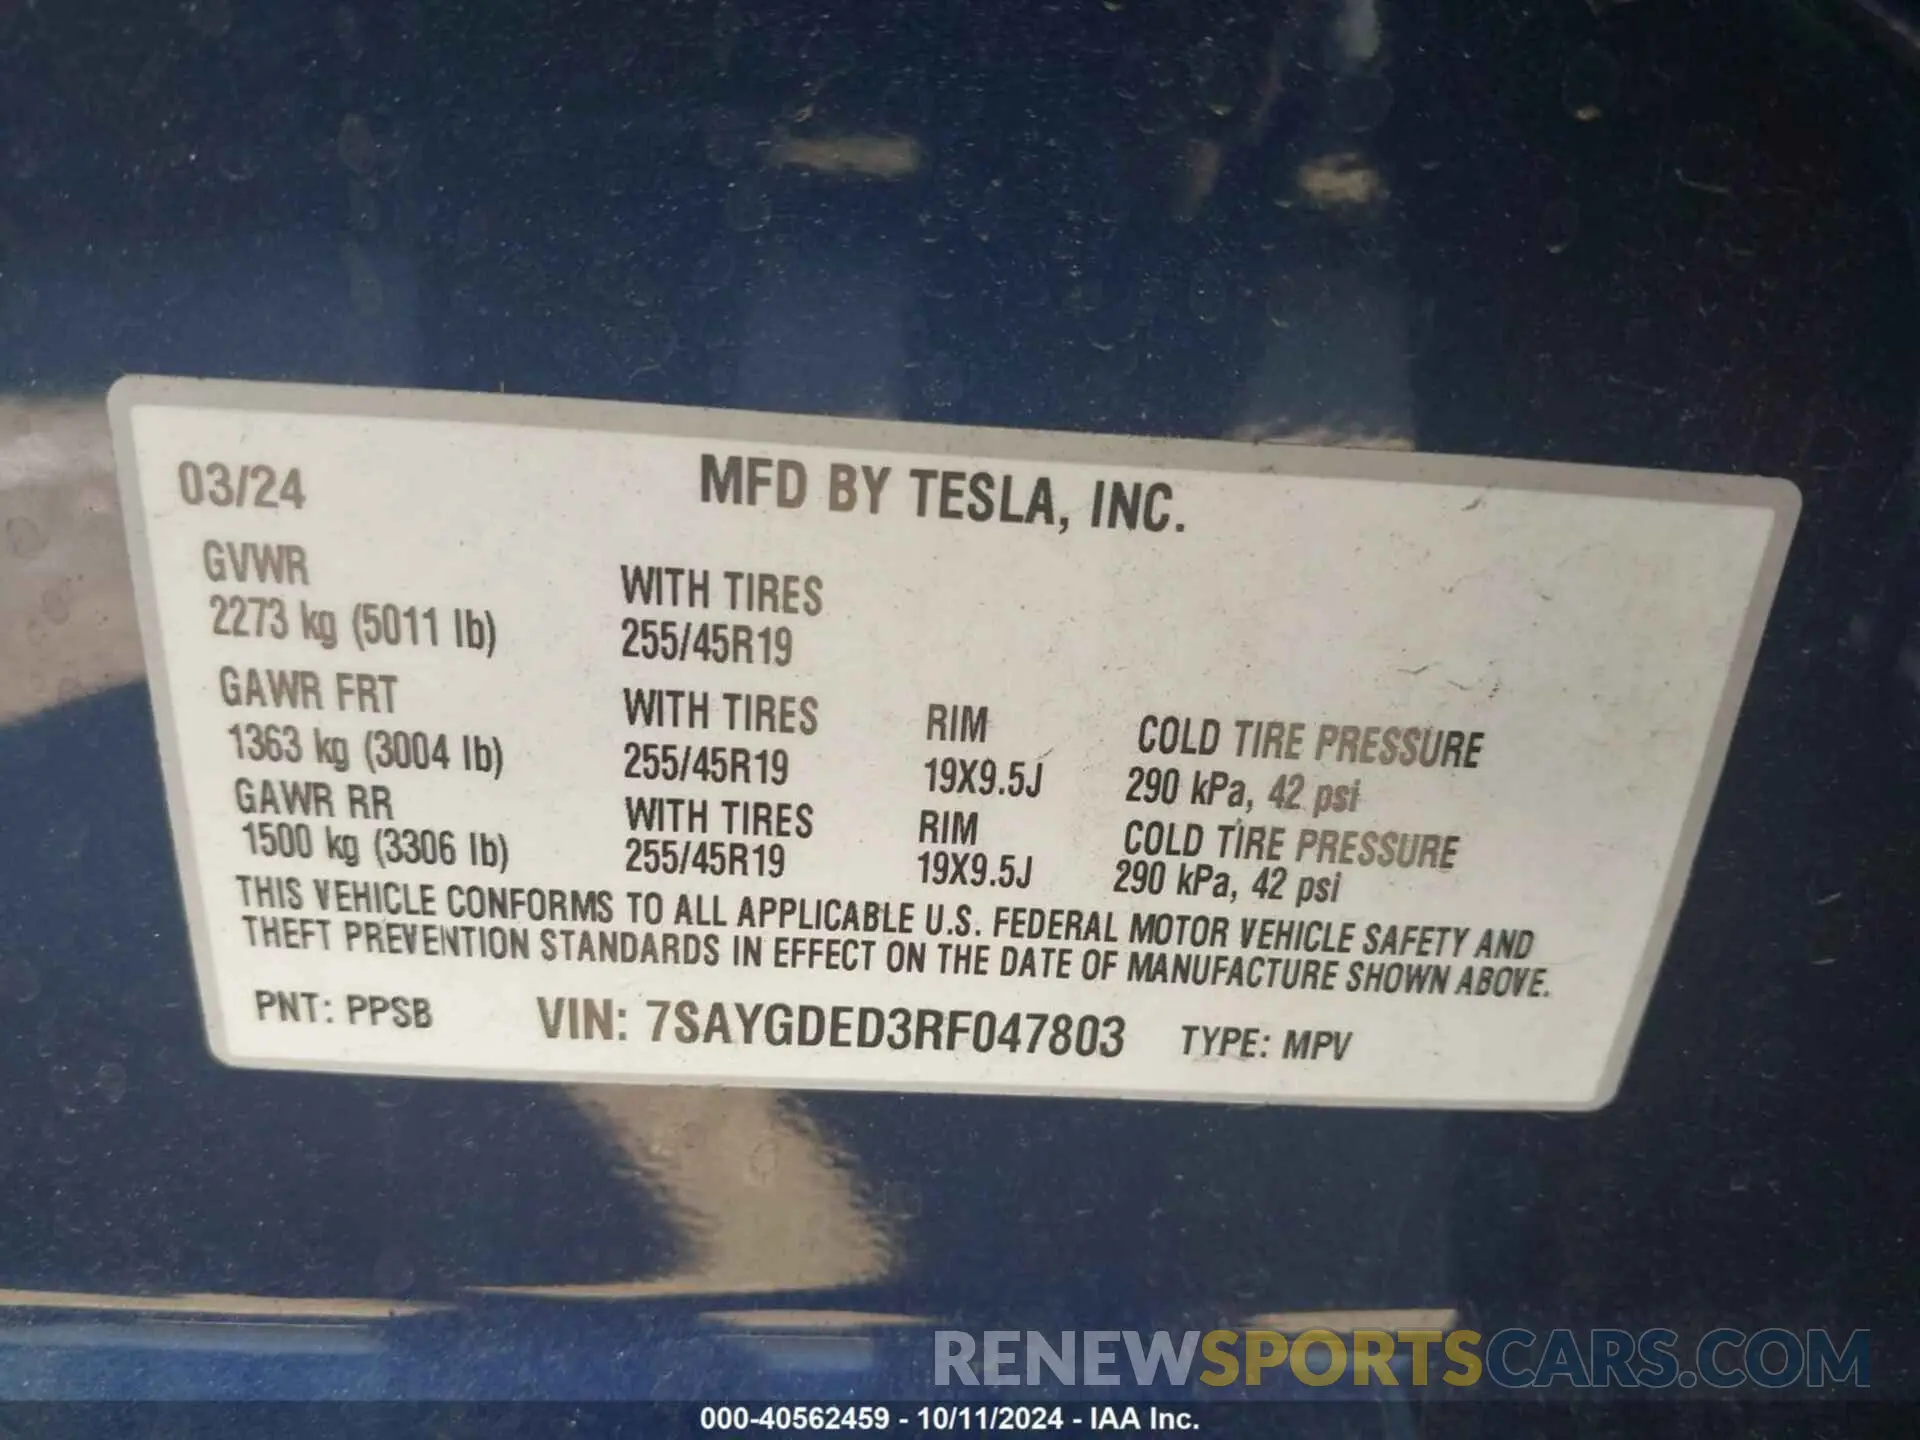 03/24 MFD BY TESLA, INC.
GVWR WITH TIRES
2273 kg (5011 lb) 255/45R19
GAWR FRT WITH TIRES RIM COLD TIRE PRESSURE
1363 kg (3004 lb) 255/45R19 19X9.5J 290 kPa, 42 psi
GAWR RR WITH TIRES RIM COLD TIRE PRESSURE
1500 kg (3306 lb) 255/45R19 19X9.5J 290 kPa, 42 psi
THIS VEHICLE CONFORMS TO ALL APPLICABLE U.S. FEDERAL MOTOR VEHICLE SAFETY AND
THEFT PREVENTION STANDARDS IN EFFECT ON THE DATE OF MANUFACTURE SHOWN ABOVE.
PNT: PPSB VIN: 7SAYGDED3RF047803 TYPE: MPV
RENEWSPORTSCARS.COM
000-40562459 - 10/11/2024 - IAA Inc.